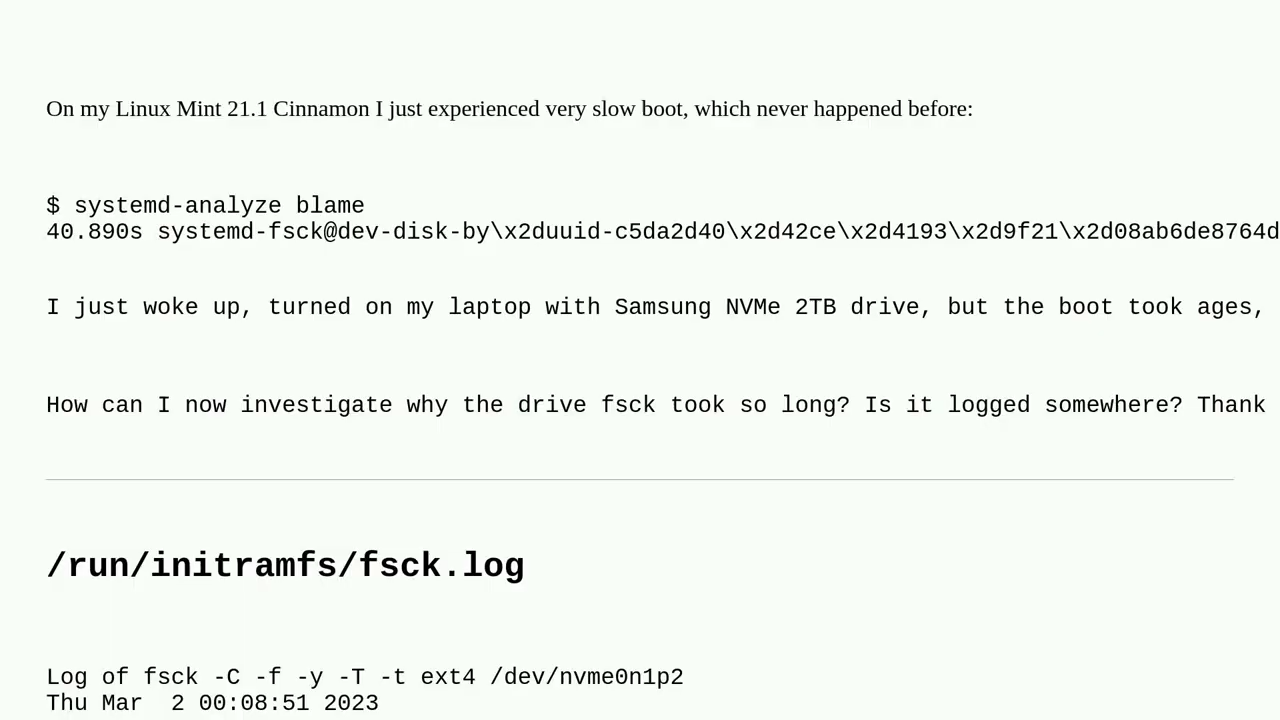 On my Linux Mint 21.1 Cinnamon I just experienced very slow boot, which never happened before:
$ systemd-analyze blame
40.890s systemd-fsck@dev-disk-by\x2duuid-c5da2d40\x2d42ce\x2d4193\x2d9f21\x2d08ab6de8764d
I just woke up, turned on my laptop with Samsung NVMe 2TB drive, but the boot took ages,
How can I now investigate why the drive fsck took so long? Is it logged somewhere? Thank
/run/initramfs/fsck.log
Log of fsck -C -f -y -T -t ext4 /dev/nvme0n1p2
Thu Mar  2 00:08:51 2023